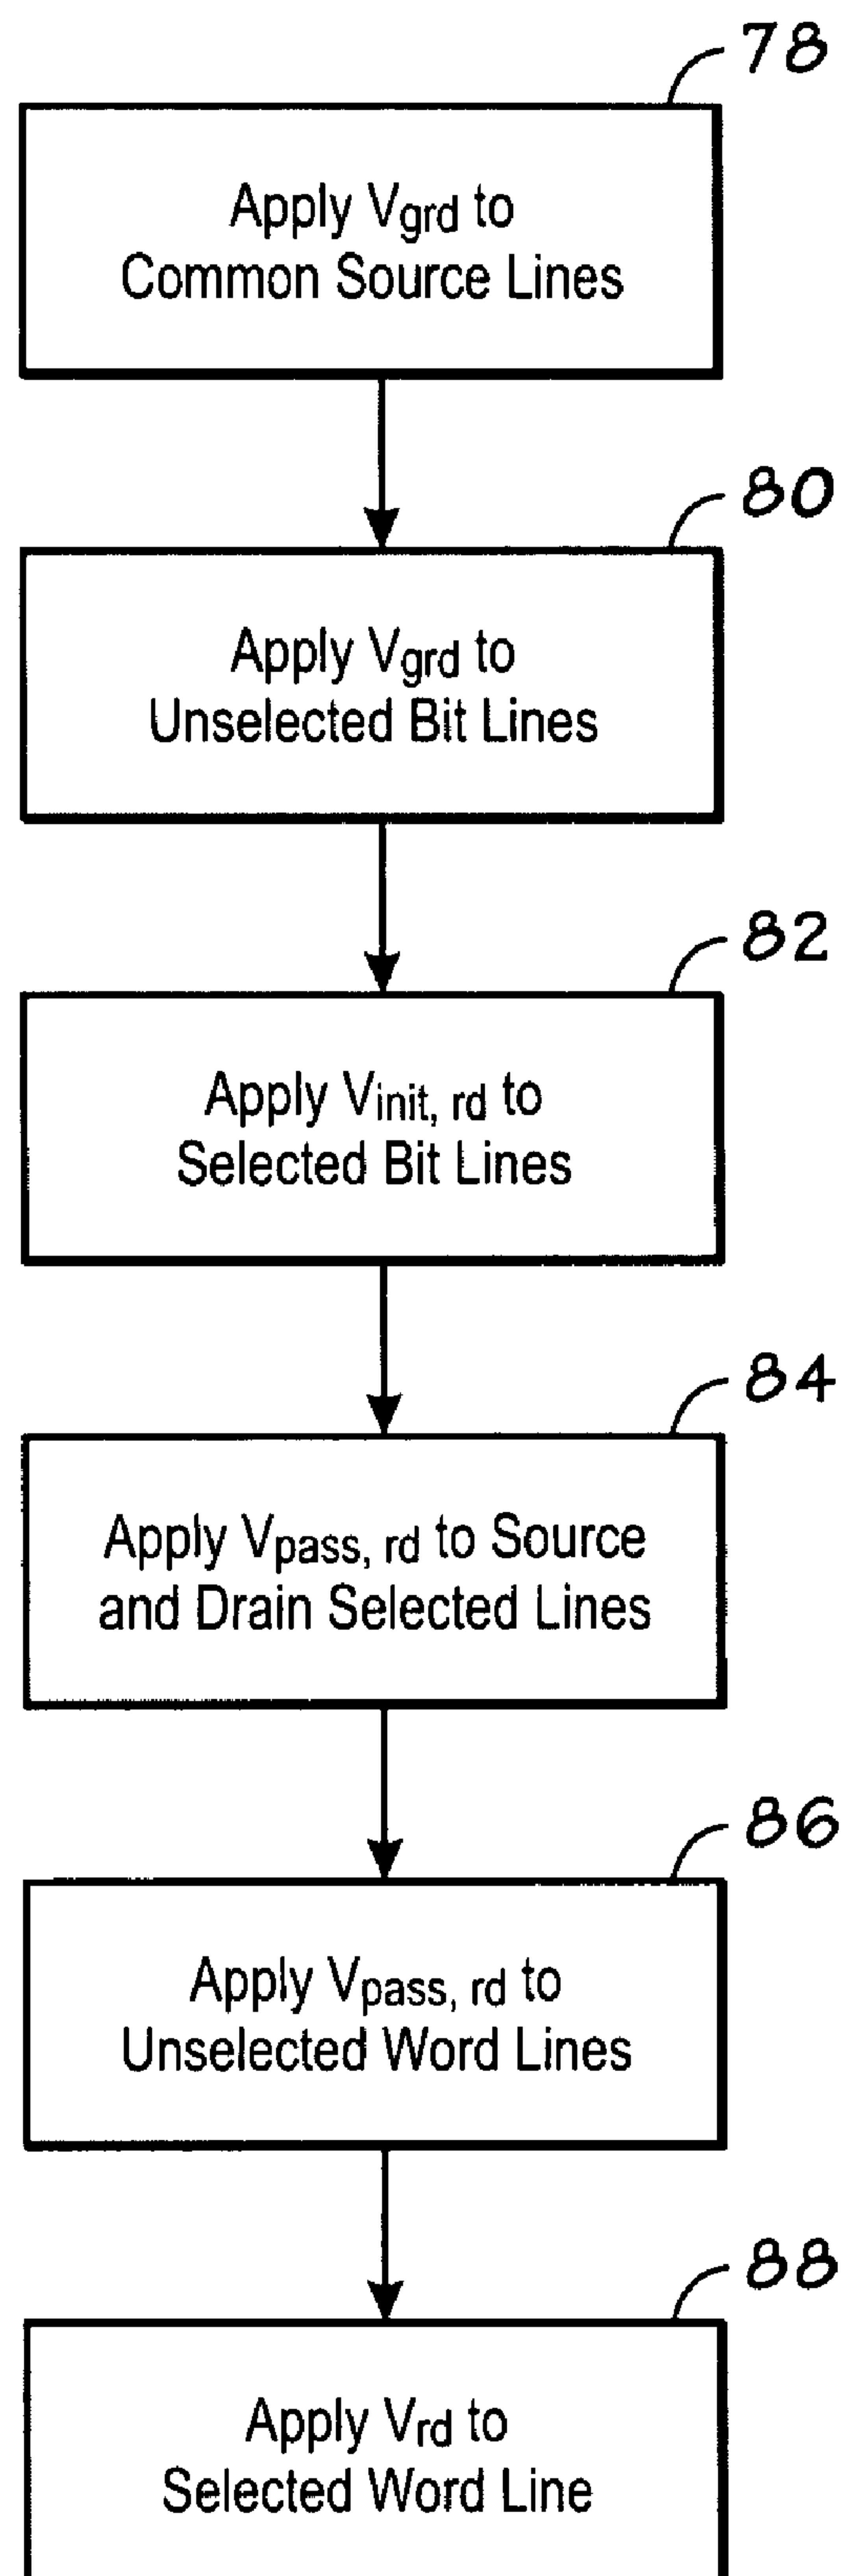 78
Apply Vgrd to
Common Source Lines
80
Apply Vgrd to
Unselected Bit Lines
82
Apply Vinit, rd to
Selected Bit Lines
84
Apply Vpass, rd to Source
and Drain Selected Lines
86
Apply Vpass, rd to
Unselected Word Lines
88
Apply Vrd to
Selected Word Line